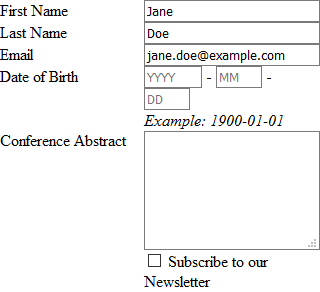 First Name Jane
Last Name Doe
Email jane.doe@example.com
Date of Birth YYYY - MM -
DD
Example: 1900-01-01
Conference Abstract
Subscribe to our
Newsletter